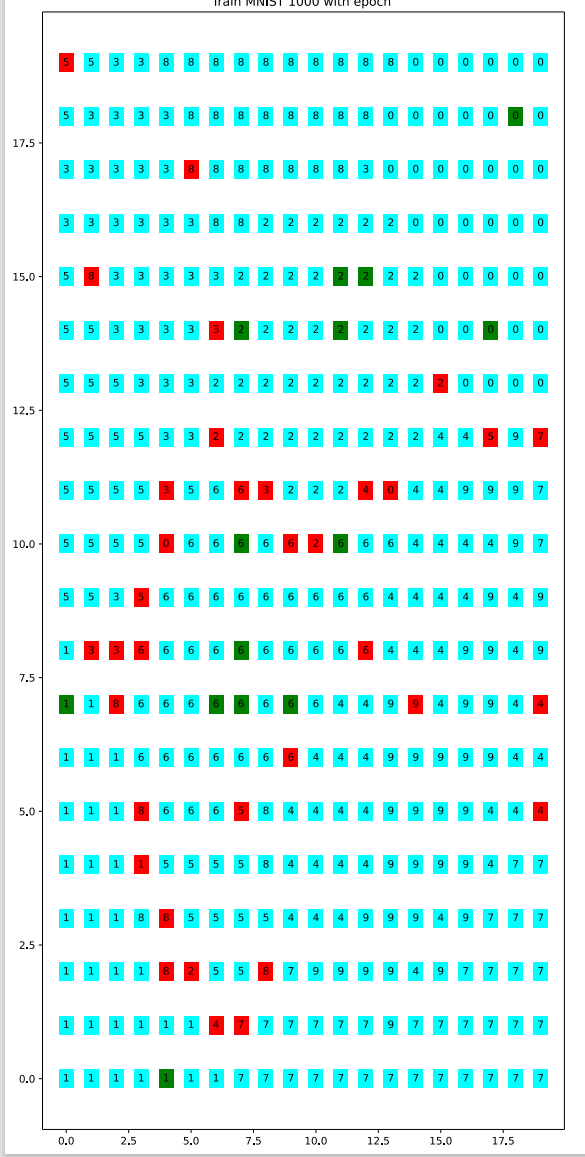 Train MNIST 1000 with epoch
5 5 3 3 8 8 8 8 8 8 8 8 8 8 0 0 0 0 0 0
5 3 3 3 3 8 8 8 8 8 8 8 8 0 0 0 0 0 0 0
17.5
3 3 3 3 3 8 8 8 8 8 8 8 3 0 0 0 0 0 0 0
3 3 3 3 3 3 8 8 2 2 2 2 2 2 0 0 0 0 0 0
15.0 5 8 3 3 3 3 3 2 2 2 2 2 2 2 2 0 0 0 0 0
5 5 3 3 3 3 3 2 2 2 2 2 2 2 2 0 0 0 0 0
5 5 5 3 3 3 2 2 2 2 2 2 2 2 2 2 0 0 0 0
12.5
5 5 5 5 3 3 2 2 2 2 2 2 2 2 2 4 4 5 9 7
5 5 5 5 3 5 6 6 3 2 2 2 4 0 4 4 9 9 9 7
10.0 5 5 5 5 0 6 6 6 6 6 2 6 6 6 4 4 4 4 9 7
5 5 3 5 6 6 6 6 6 6 6 6 6 4 4 4 4 9 4 9
1 3 3 6 6 6 6 6 6 6 6 6 6 4 4 4 9 9 4 9
7.5
1 1 8 6 6 6 6 6 6 6 6 4 4 9 9 4 9 9 4 4
1 1 1 6 6 6 6 6 6 6 4 4 4 9 9 9 9 9 4 4
5.0 1 1 1 8 6 6 6 5 8 4 4 4 4 9 9 9 9 4 4 4
1 1 1 1 5 5 5 5 8 4 4 4 4 9 9 9 9 4 7 7
1 1 1 8 8 5 5 5 5 4 4 4 9 9 9 4 9 7 7 7
2.5
1 1 1 1 8 2 5 5 8 7 9 9 9 9 4 9 7 7 7 7
1 1 1 1 1 1 4 7 7 7 7 7 7 9 7 7 7 7 7 7
0.0 1 1 1 1 1 1 1 7 7 7 7 7 7 7 7 7 7 7 7 7
0.0 2.5 5.0 7.5 10.0 12.5 15.0 17.5